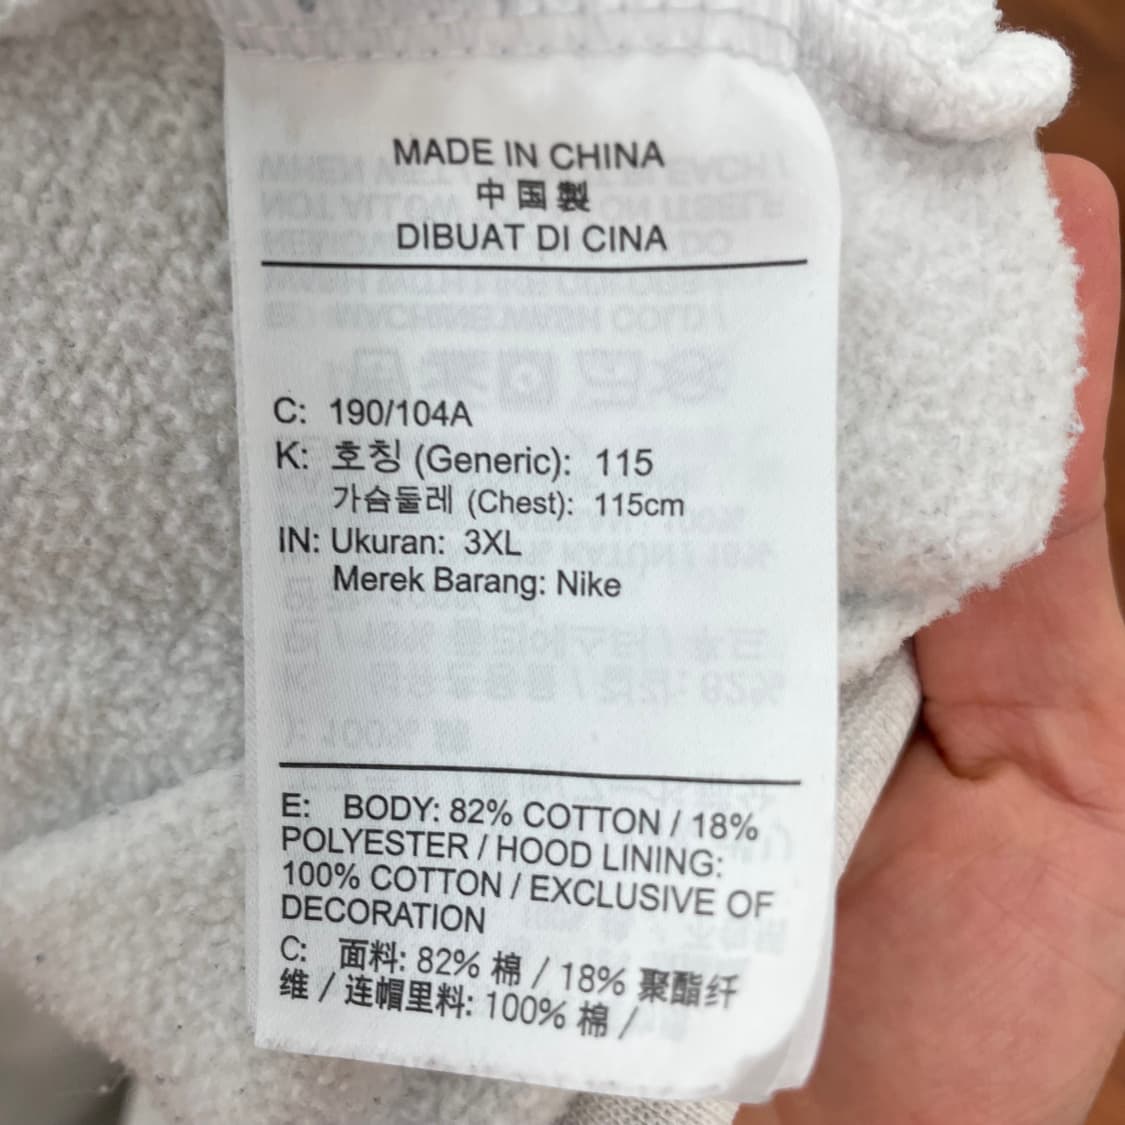 MADE IN CHINA
中国製
DIBUAT DI CINA
C: 190/104A
K: 호칭 (Generic): 115
가슴둘레 (Chest): 115cm
IN: Ukuran: 3XL
Merek Barang: Nike
E: BODY: 82% COTTON / 18%
POLYESTER / HOOD LINING:
100% COTTON / EXCLUSIVE OF
DECORATION
C: 面料: 82% 棉 / 18% 聚酯纤
维 / 连帽里料: 100% 棉 /